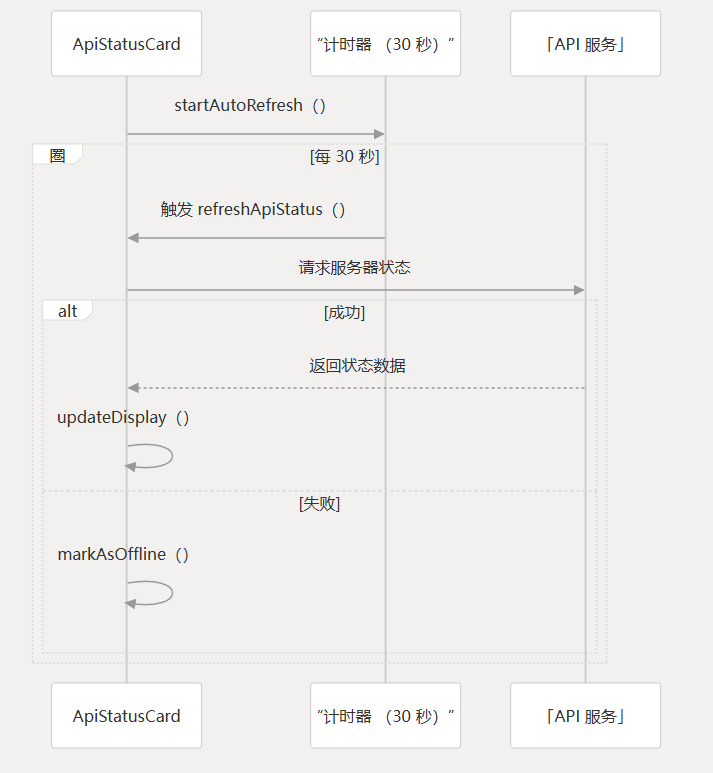 ApiStatusCard
“计时器 （30 秒）”
「API 服务」
startAutoRefresh（）
圈
[每 30 秒]
触发 refreshApiStatus（）
请求服务器状态
alt
[成功]
返回状态数据
updateDisplay（）
[失败]
markAsOffline（）
ApiStatusCard
“计时器 （30 秒）”
「API 服务」